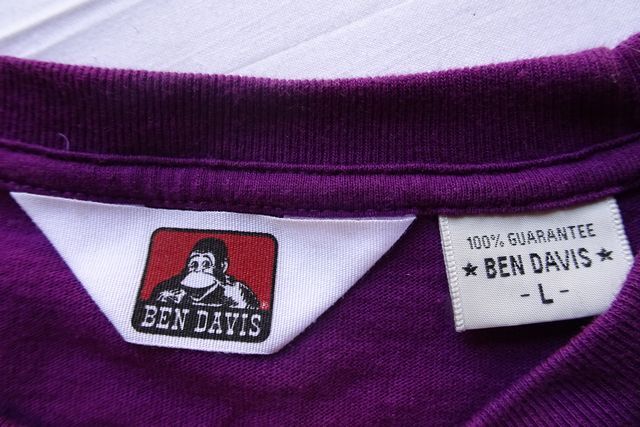 BEN DAVIS
®
100% GUARANTEE
★ BEN DAVIS ★
- L -